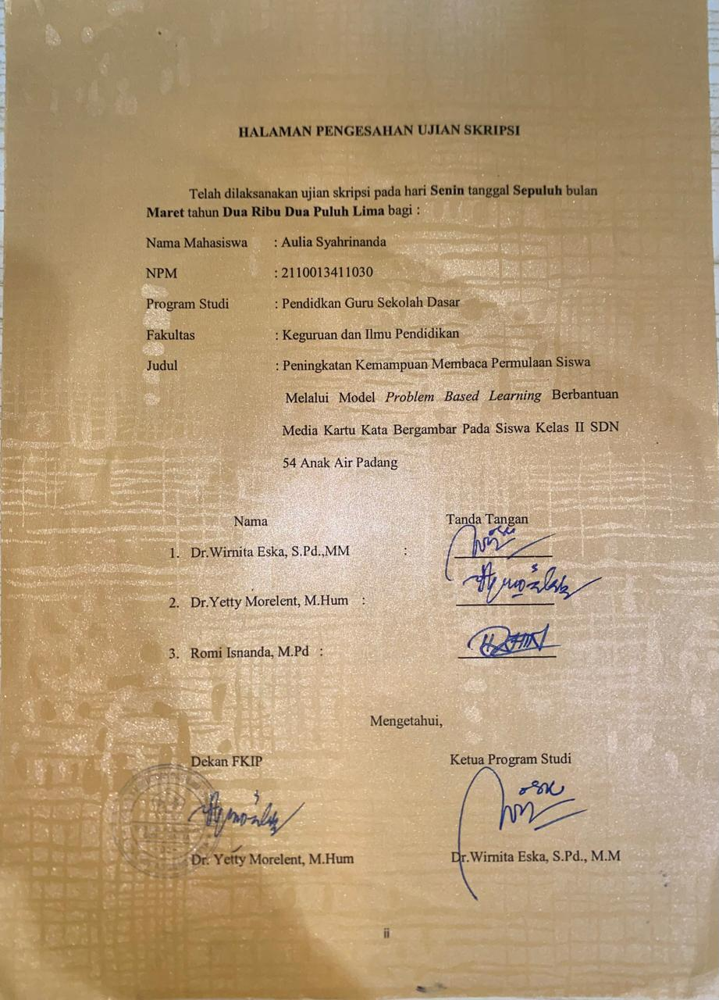 HALAMAN PENGESAHAN UJIAN SKRIPSI
Telah dilaksanakan ujian skripsi pada hari Senin tanggal Sepuluh bulan
Maret tahun Dua Ribu Dua Puluh Lima bagi :
Nama Mahasiswa : Aulia Syahrinanda
NPM : 2110013411030
Program Studi : Pendidkan Guru Sekolah Dasar
Fakultas : Keguruan dan Ilmu Pendidikan
Judul : Peningkatan Kemampuan Membaca Permulaan Siswa
Melalui Model Problem Based Learning Berbantuan
Media Kartu Kata Bergambar Pada Siswa Kelas II SDN
54 Anak Air Padang
Nama Tanda Tangan
1. Dr.Wirnita Eska, S.Pd.,MM :
2. Dr.Yetty Morelent, M.Hum :
3. Romi Isnanda, M.Pd :
Mengetahui,
Dekan FKIP Ketua Program Studi
Dr. Yetty Morelent, M.Hum Dr.Wirnita Eska, S.Pd., M.M
ii